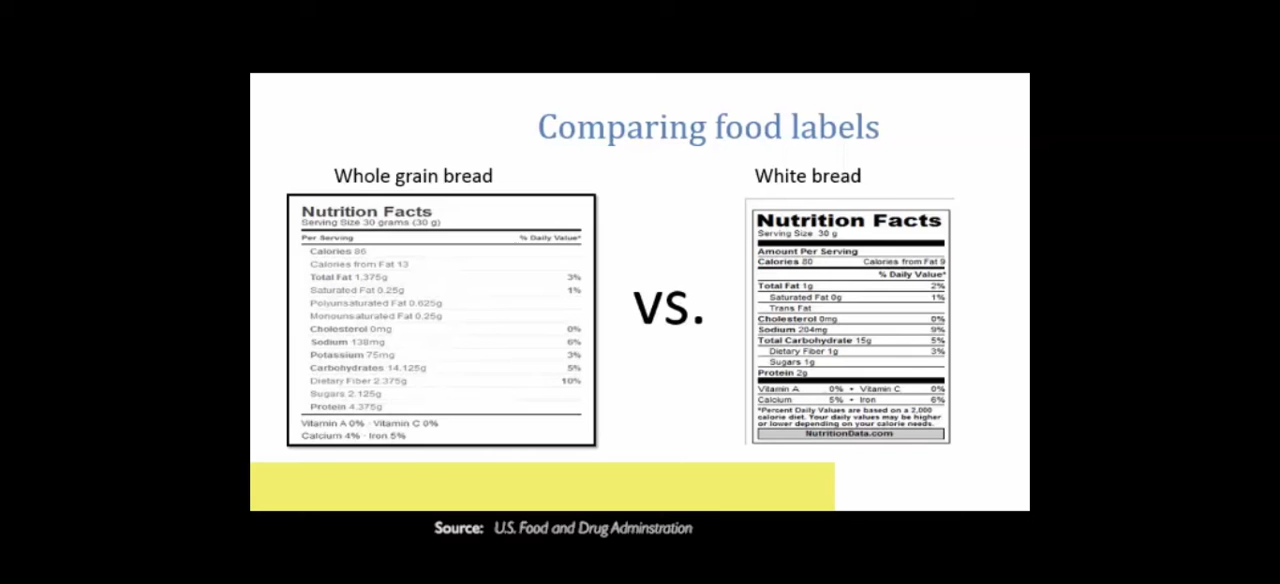 Comparing food labels
Whole grain bread
Nutrition Facts
Serving Size 30 grams (30 g)
Per Serving % Daily Value*
Calories 86
Calories from Fat 13
Total Fat 1.375g 3%
Saturated Fat 0.25g 1%
Polyunsaturated Fat 0.625g
Monounsaturated Fat 0.25g
Cholesterol 0mg 0%
Sodium 138mg 6%
Potassium 75mg 3%
Carbohydrates 14.125g 5%
Dietary Fiber 2.375g 10%
Sugars 2.125g
Protein 4.375g
Vitamin A 0% · Vitamin C 0%
Calcium 4% · Iron 5%
vs.
White bread
Nutrition Facts
Serving Size 30 g
Amount Per Serving
Calories 80 Calories from Fat 9
% Daily Value*
Total Fat 1g 2%
Saturated Fat 0g 1%
Trans Fat
Cholesterol 0mg 0%
Sodium 204mg 9%
Total Carbohydrate 15g 5%
Dietary Fiber 1g 3%
Sugars 1g
Protein 2g
Vitamin A 0% • Vitamin C 0%
Calcium 5% • Iron 6%
*Percent Daily Values are based on a 2,000
calorie diet. Your daily values may be higher
or lower depending on your calorie needs.
NutritionData.com
Source: U.S. Food and Drug Adminstration